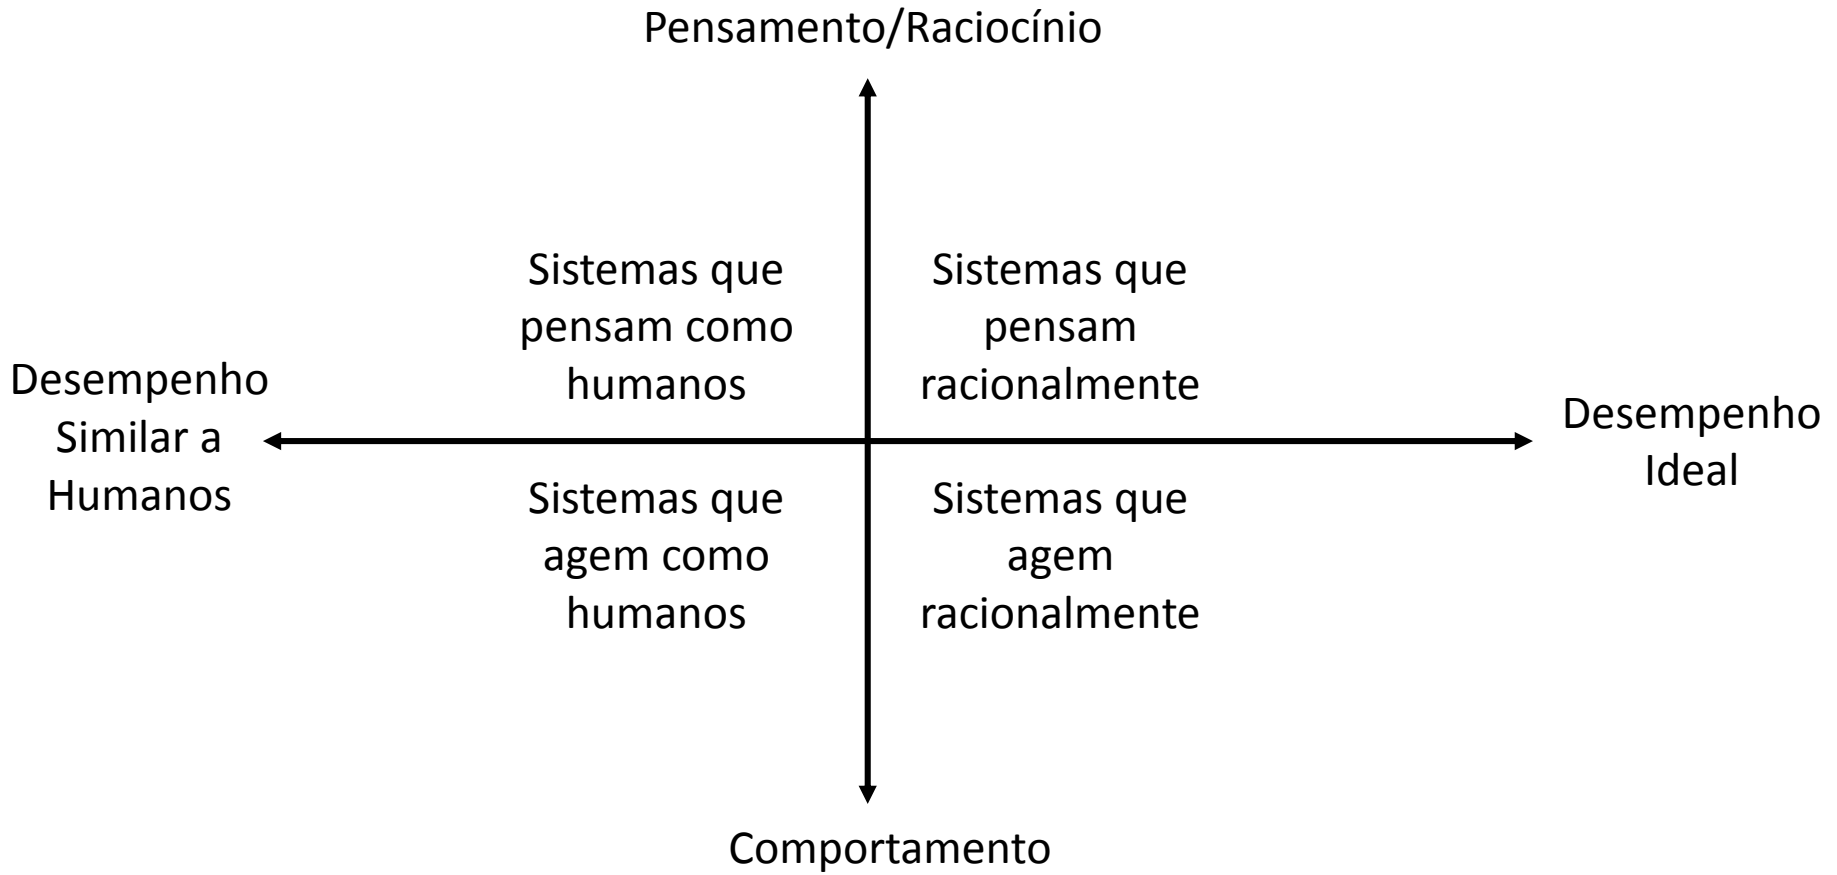 Pensamento/Raciocínio
Sistemas que
pensam como
humanos
Sistemas que
pensam
racionalmente
Desempenho
Similar a
Humanos
Desempenho
Ideal
Sistemas que
agem como
humanos
Sistemas que
agem
racionalmente
Comportamento